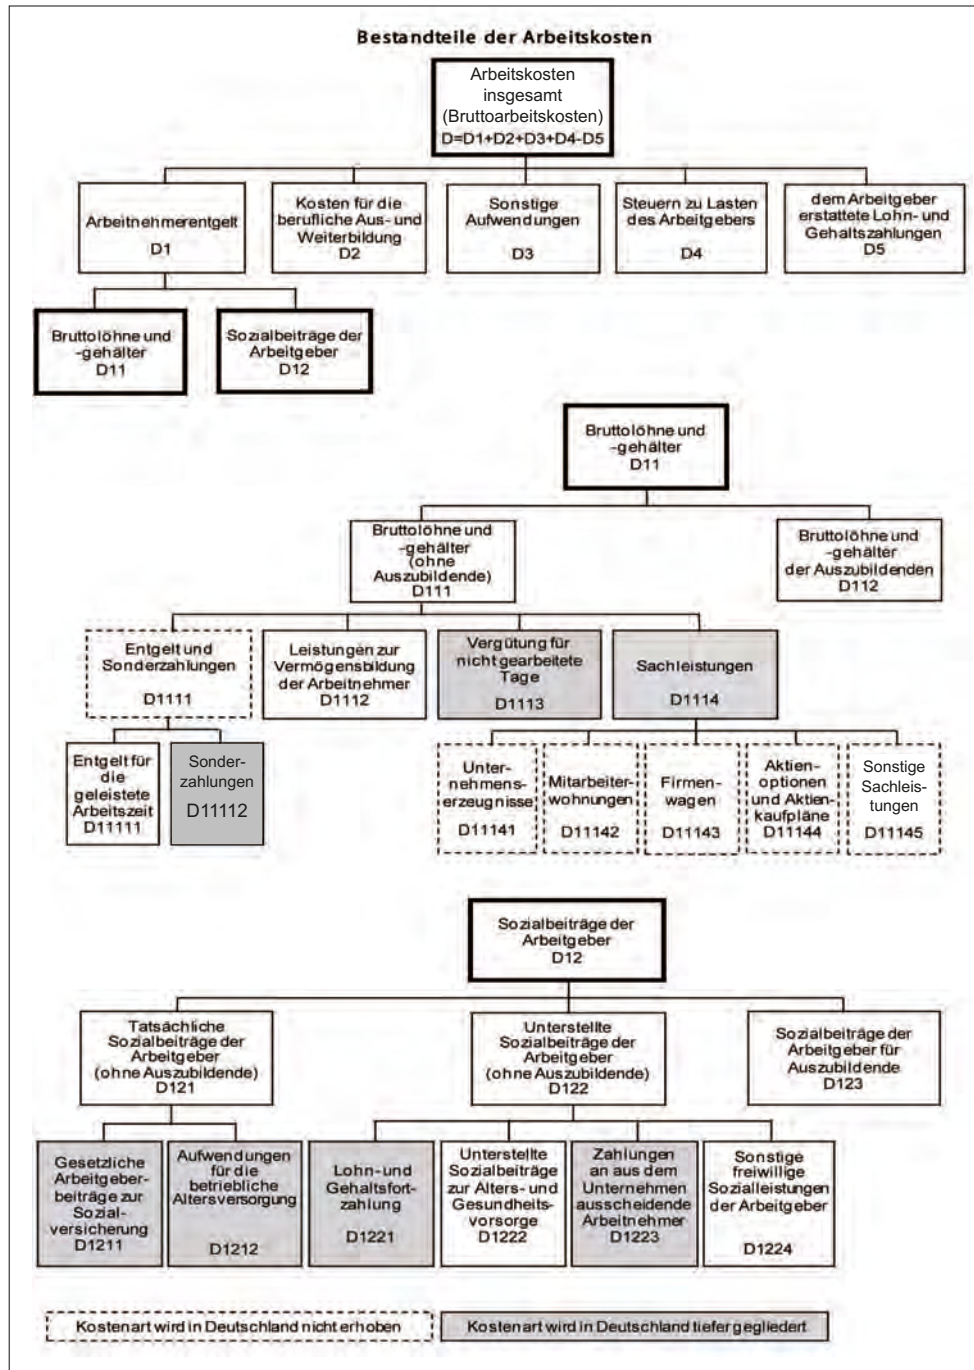 Bestandteile der Arbeitskosten
Arbeitskosten
insgesamt
(Bruttoarbeitskosten)
D=D1+D2+D3+D4-D5
Arbeitnehmerentgelt
D1
Kosten für die
berufliche Aus- und
Weiterbildung
D2
Sonstige
Aufwendungen
D3
Steuern zu Lasten
des Arbeitgebers
D4
dem Arbeitgeber
erstattete Lohn- und
Gehaltszahlungen
D5
Bruttolöhne und
-gehälter
D11
Sozialbeiträge der
Arbeitgeber
D12
Bruttolöhne und
-gehälter
D11
Bruttolöhne und
-gehälter
(ohne
Auszubildende)
D111
Bruttolöhne und
-gehälter
der Auszubildenden
D112
Entgelt und
Sonderzahlungen
D1111
Leistungen zur
Vermögensbildung
der Arbeitnehmer
D1112
Vergütung für
nicht gearbeitete
Tage
D1113
Sachleistungen
D1114
Entgelt für
die
geleistete
Arbeitszeit
D11111
Sonder-
zahlungen
D11112
Unter-
nehmens-
erzeugnisse
D11141
Mitarbeiter-
wohnungen
D11142
Firmen-
wagen
D11143
Aktien-
optionen
und Aktien-
kaufpläne
D11144
Sonstige
Sachleis-
tungen
D11145
Sozialbeiträge der
Arbeitgeber
D12
Tatsächliche
Sozialbeiträge der
Arbeitgeber
(ohne Auszubildende)
D121
Unterstellte
Sozialbeiträge der
Arbeitgeber
(ohne Auszubildende)
D122
Sozialbeiträge der
Arbeitgeber für
Auszubildende
D123
Gesetzliche
Arbeitgeber-
beiträge zur
Sozial-
versicherung
D1211
Aufwendungen
für die
betriebliche
Altersversorgung
D1212
Lohn- und
Gehaltsfort-
zahlung
D1221
Unterstellte
Sozialbeiträge
zur Alters- und
Gesundheits-
vorsorge
D1222
Zahlungen
an aus dem
Unternehmen
ausscheidende
Arbeitnehmer
D1223
Sonstige
freiwillige
Sozialleistungen
der Arbeitgeber
D1224
Kostenart wird in Deutschland nicht erhoben
Kostenart wird in Deutschland tiefer gegliedert